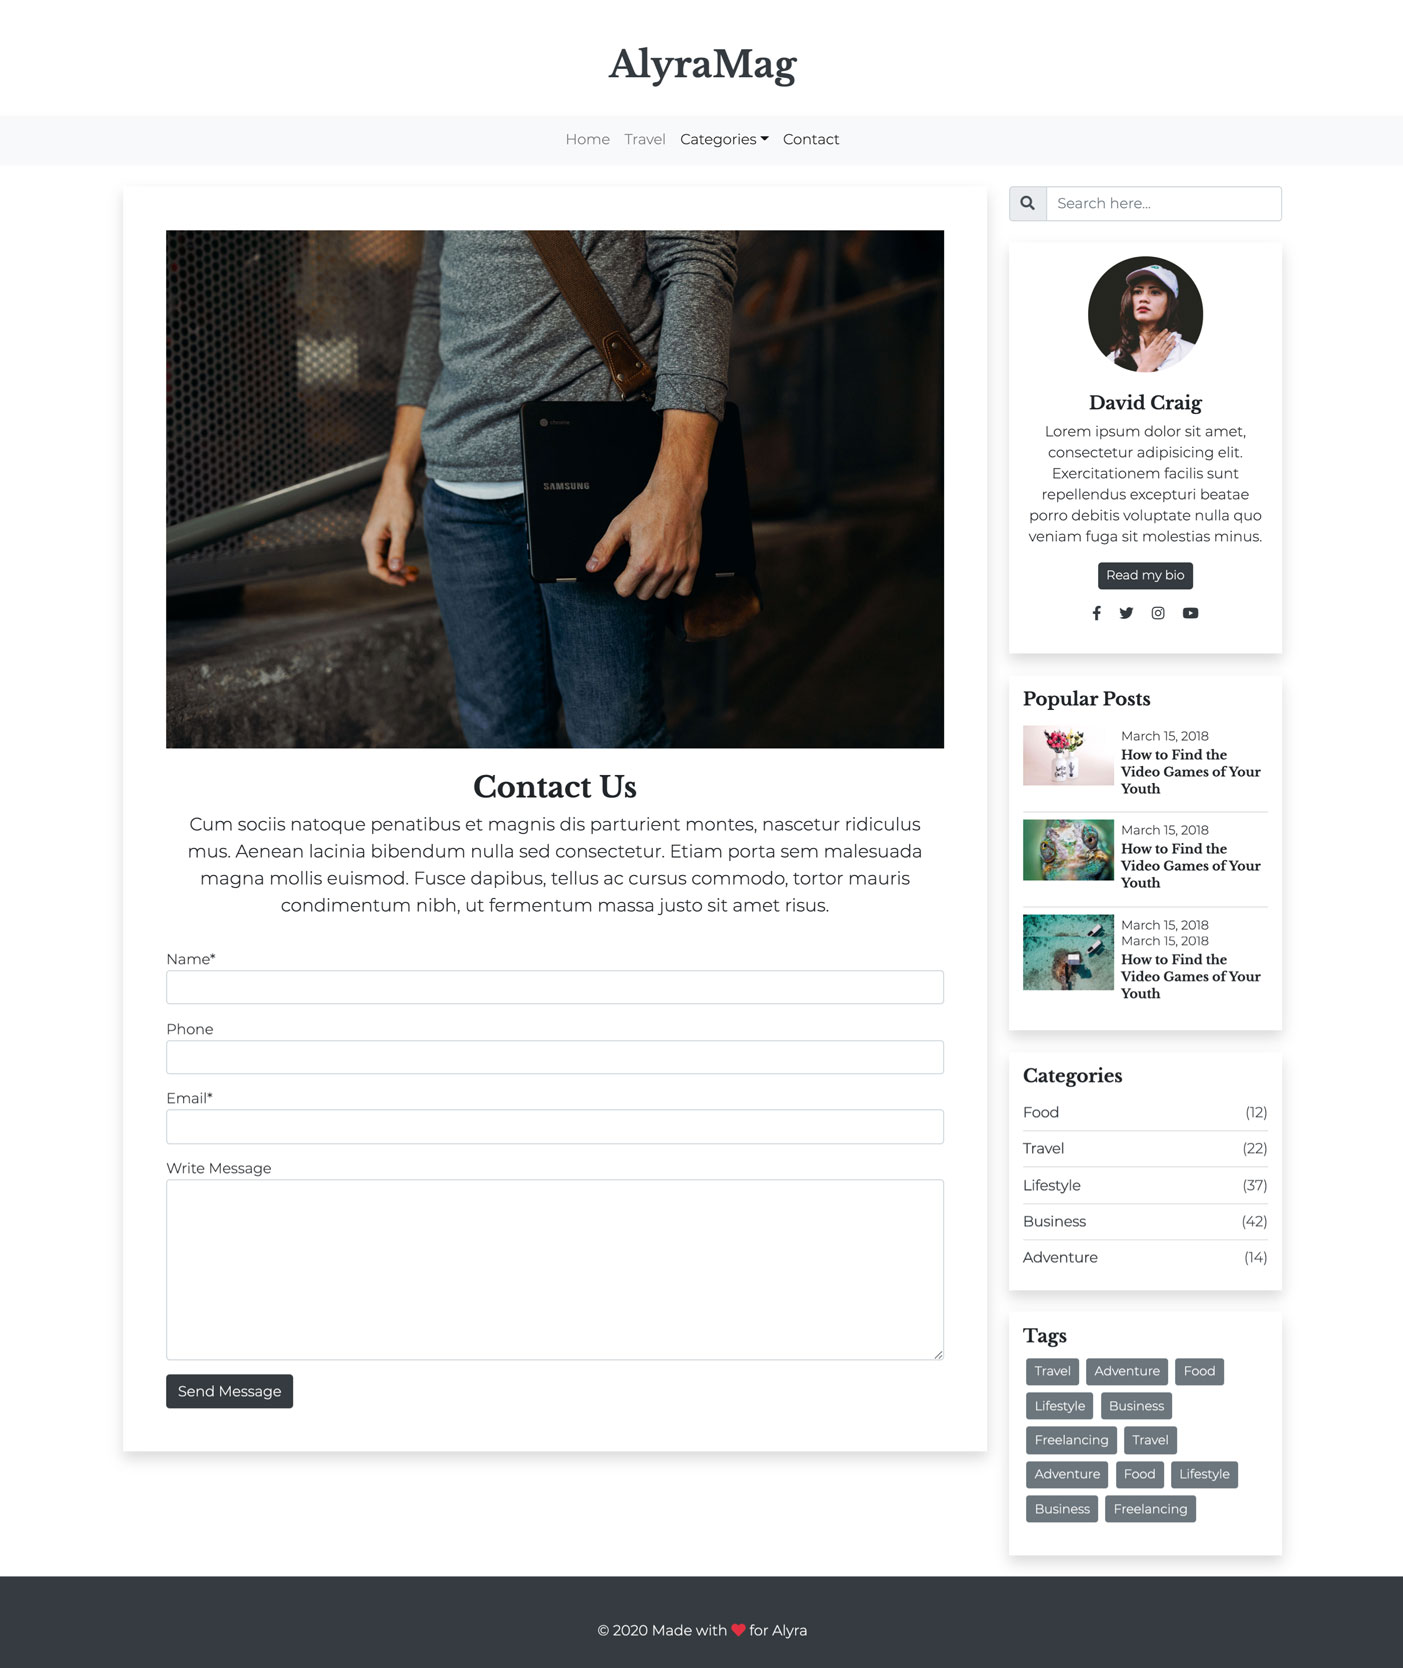 AlyraMag
Home Travel Categories Contact
Search here...
SAMSUNG
chrome
Contact Us
Cum sociis natoque penatibus et magnis dis parturient montes, nascetur ridiculus
mus. Aenean lacinia bibendum nulla sed consectetur. Etiam porta sem malesuada
magna mollis euismod. Fusce dapibus, tellus ac cursus commodo, tortor mauris
condimentum nibh, ut fermentum massa justo sit amet risus.
Name*
Phone
Email*
Write Message
Send Message
David Craig
Lorem ipsum dolor sit amet,
consectetur adipisicing elit.
Exercitationem facilis sunt
repellendus excepturi beatae
porro debitis voluptate nulla quo
veniam fuga sit molestias minus.
Read my bio
Popular Posts
March 15, 2018
How to Find the
Video Games of Your
Youth
March 15, 2018
How to Find the
Video Games of Your
Youth
March 15, 2018
March 15, 2018
How to Find the
Video Games of Your
Youth
Categories
Food (12)
Travel (22)
Lifestyle (37)
Business (42)
Adventure (14)
Tags
Travel Adventure Food
Lifestyle Business
Freelancing Travel
Adventure Food Lifestyle
Business Freelancing
© 2020 Made with ❤ for Alyra